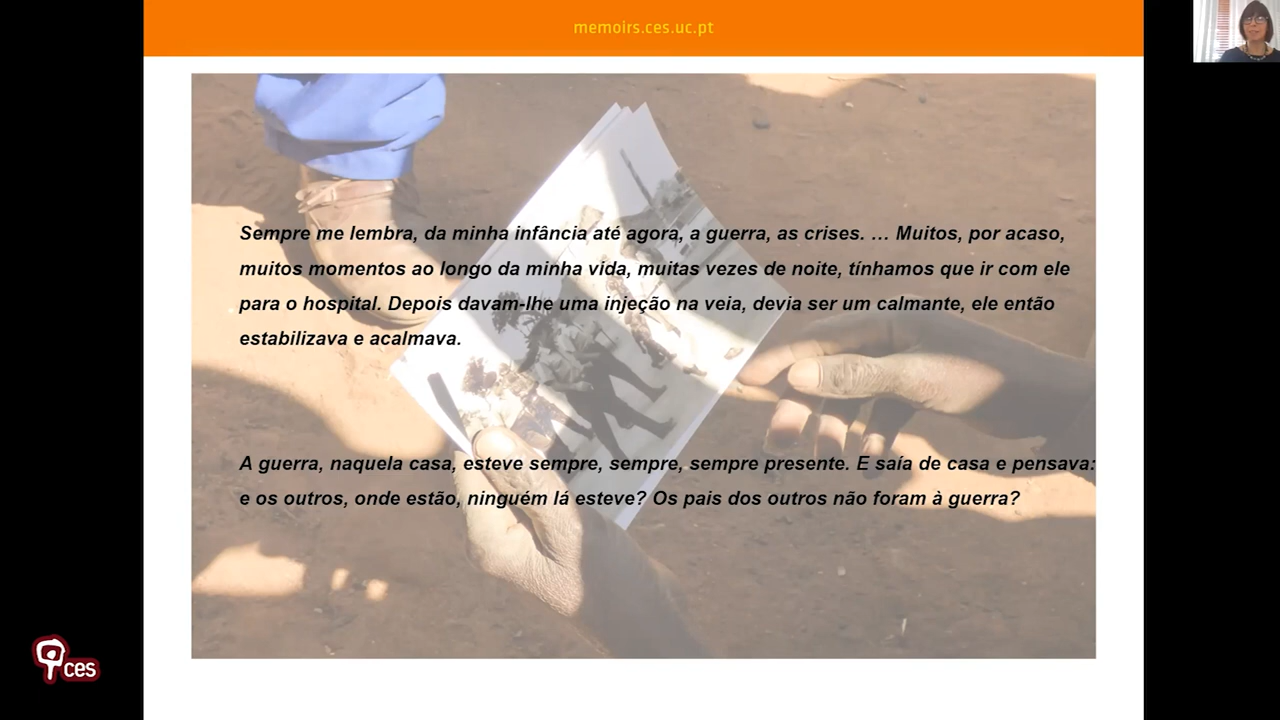 memoirs.ces.uc.pt
Sempre me lembra, da minha infância até agora, a guerra, as crises. … Muitos, por acaso,
muitos momentos ao longo da minha vida, muitas vezes de noite, tínhamos que ir com ele
para o hospital. Depois davam-lhe uma injeção na veia, devia ser um calmante, ele então
estabilizava e acalmava.
A guerra, naquela casa, esteve sempre, sempre, sempre presente. E saía de casa e pensava:
e os outros, onde estão, ninguém lá esteve? Os pais dos outros não foram à guerra?
ces